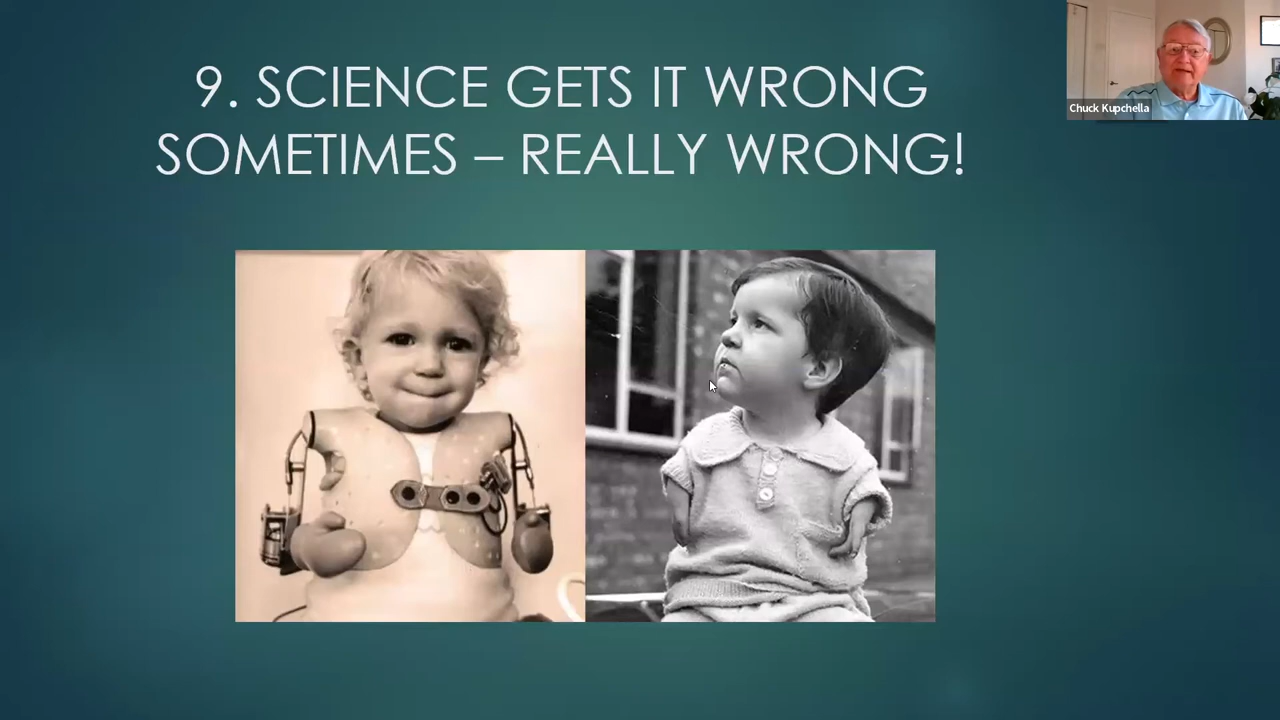 9. SCIENCE GETS IT WRONG
SOMETIMES – REALLY WRONG!
Chuck Kupchella